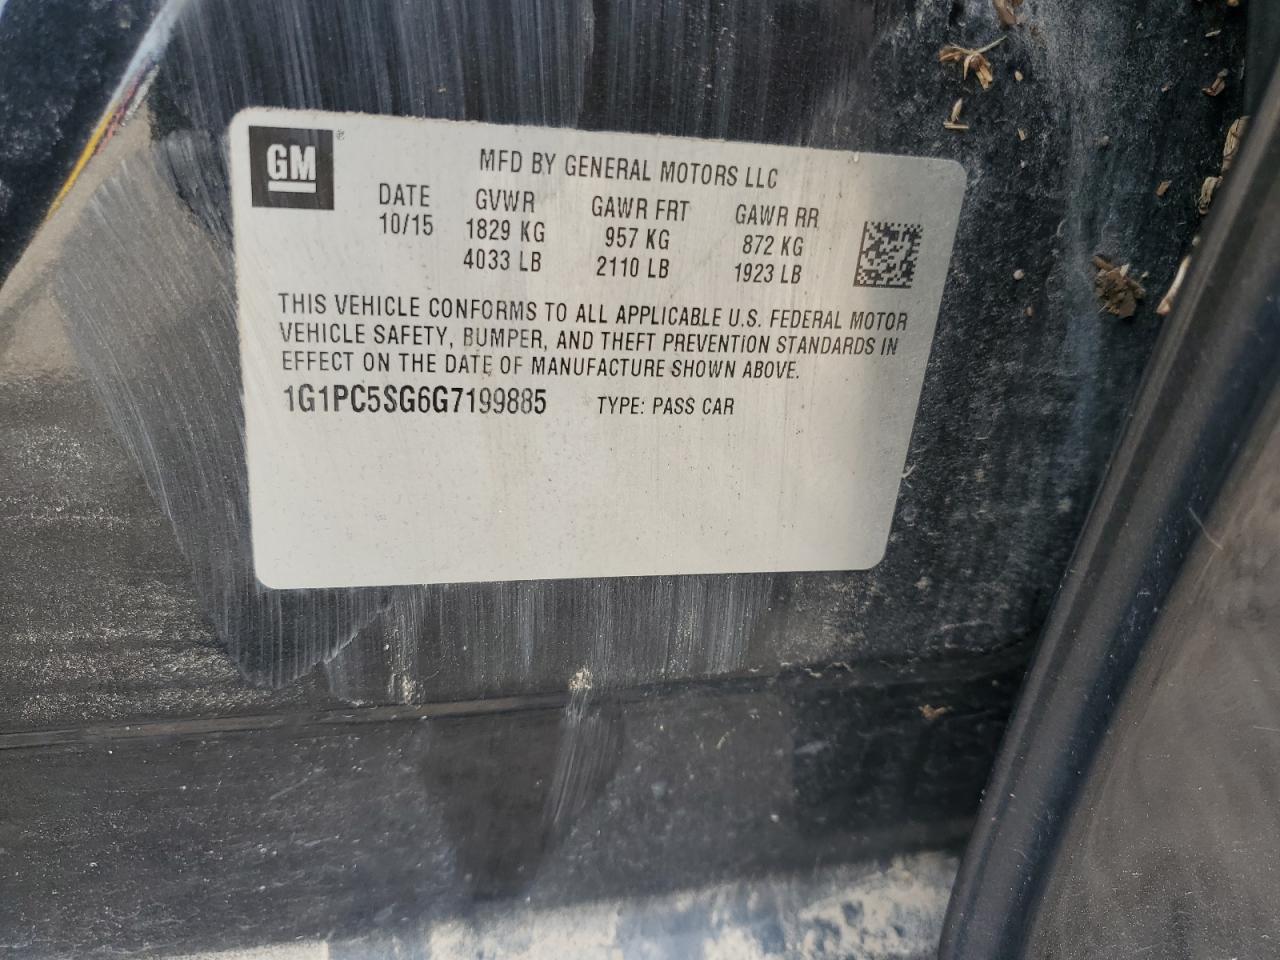 GM ®
MFD BY GENERAL MOTORS LLC
DATE GVWR GAWR FRT GAWR RR
10/15 1829 KG 957 KG 872 KG
4033 LB 2110 LB 1923 LB
THIS VEHICLE CONFORMS TO ALL APPLICABLE U.S. FEDERAL MOTOR
VEHICLE SAFETY, BUMPER, AND THEFT PREVENTION STANDARDS IN
EFFECT ON THE DATE OF MANUFACTURE SHOWN ABOVE.
1G1PC5SG6G7199885 TYPE: PASS CAR